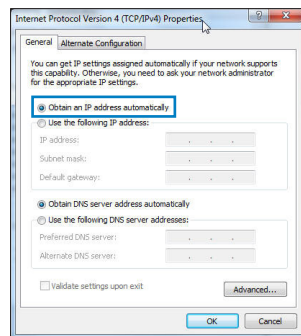 Internet Protocol Version 4 (TCP/IPv4) Properties
General
Alternate Configuration
You can get IP settings assigned automatically if your network supports
this capability. Otherwise, you need to ask your network administrator
for the appropriate IP settings.
Obtain an IP address automatically
Use the following IP address:
IP address:
Subnet mask:
Default gateway:
Obtain DNS server address automatically
Use the following DNS server addresses:
Preferred DNS server:
Alternate DNS server:
Validate settings upon exit
Advanced...
OK
Cancel